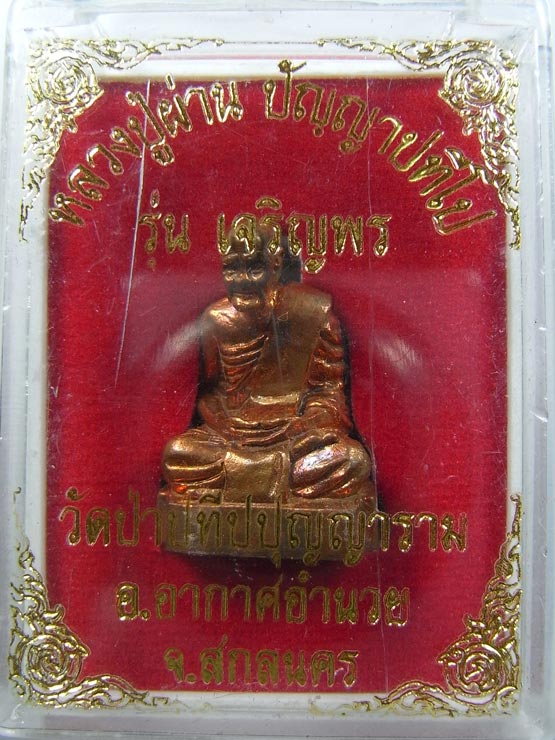 หลวงปู่ผ่าน ปัญญาปทีโป
รุ่น เจริญพร
วัดป่าปทีปปุญญาราม
อ.อากาศอำนวย
จ.สกลนคร